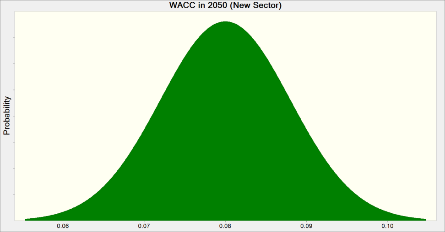 WACC in 2050 (New Sector)
Probability
0.06 0.07 0.08 0.09 0.10